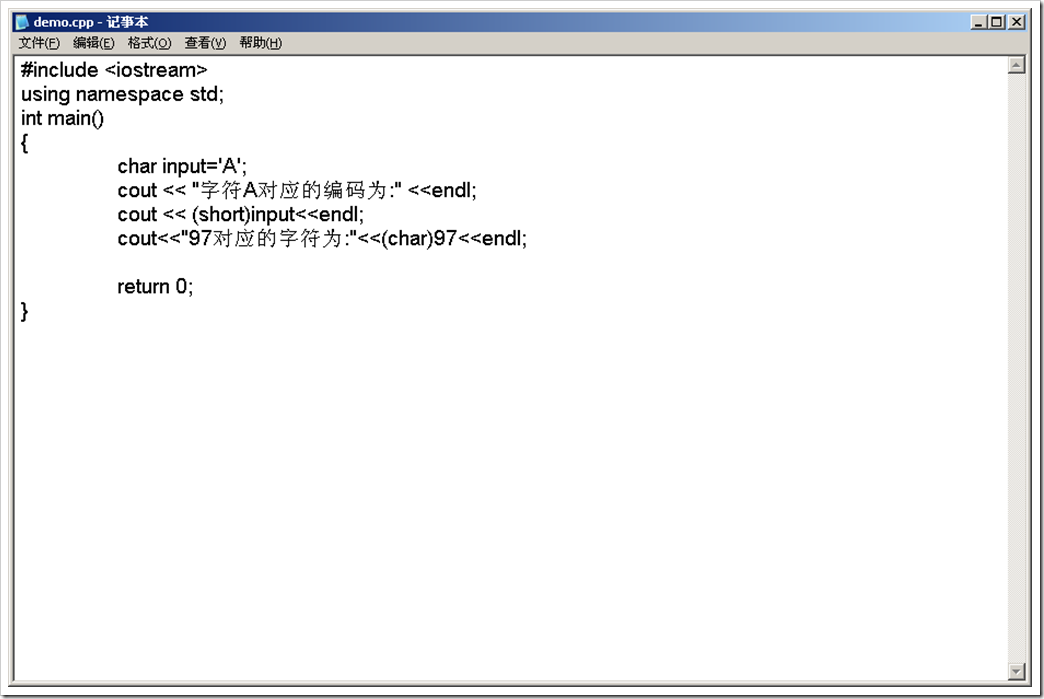 demo.cpp - 记事本
文件(F) 编辑(E) 格式(O) 查看(V) 帮助(H)
#include <iostream>
using namespace std;
int main()
{
char input='A';
cout << "字符A对应的编码为:" <<endl;
cout << (short)input<<endl;
cout<<"97对应的字符为:"<<(char)97<<endl;
return 0;
}